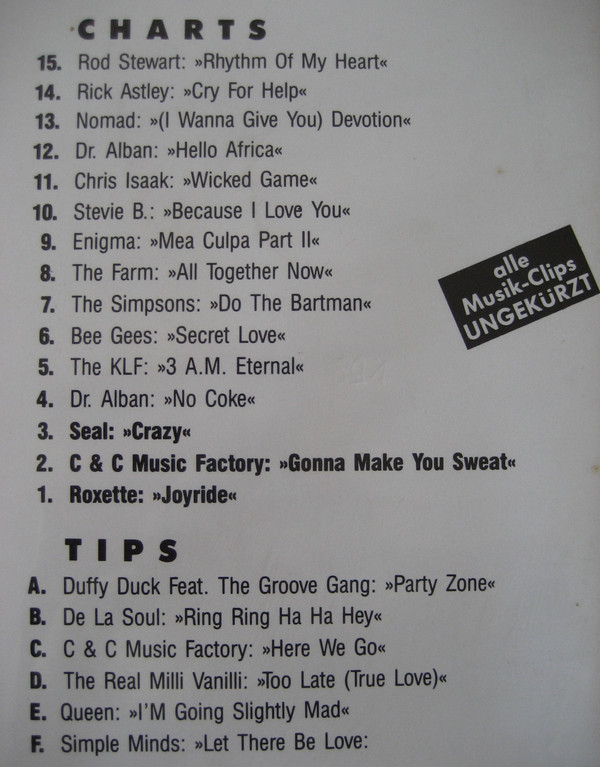 CHARTS
15. Rod Stewart: »Rhythm Of My Heart«
14. Rick Astley: »Cry For Help«
13. Nomad: »(I Wanna Give You) Devotion«
12. Dr. Alban: »Hello Africa«
11. Chris Isaak: »Wicked Game«
10. Stevie B.: »Because I Love You«
9. Enigma: »Mea Culpa Part II«
8. The Farm: »All Together Now«
7. The Simpsons: »Do The Bartman«
6. Bee Gees: »Secret Love«
5. The KLF: »3 A.M. Eternal«
4. Dr. Alban: »No Coke«
3. Seal: »Crazy«
2. C & C Music Factory: »Gonna Make You Sweat«
1. Roxette: »Joyride«
alle
Musik-Clips
UNGEKÜRZT
TIPS
A. Duffy Duck Feat. The Groove Gang: »Party Zone«
B. De La Soul: »Ring Ring Ha Ha Hey«
C. C & C Music Factory: »Here We Go«
D. The Real Milli Vanilli: »Too Late (True Love)«
E. Queen: »I'M Going Slightly Mad«
F. Simple Minds: »Let There Be Love: